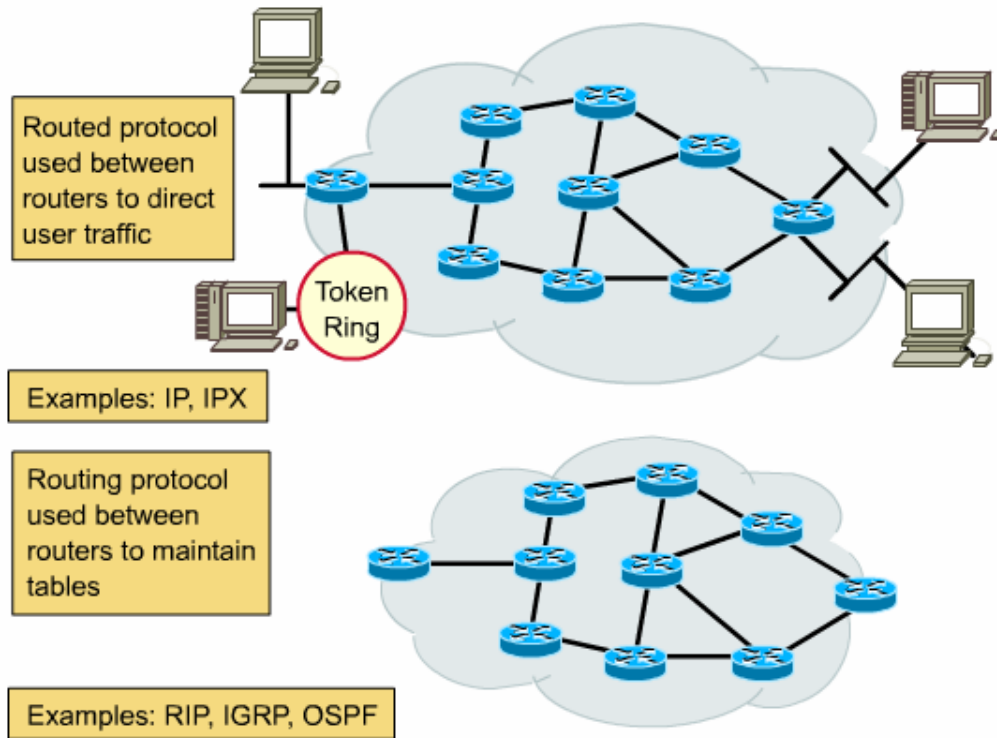 Routed protocol
used between
routers to direct
user traffic
Token
Ring
Examples: IP, IPX
Routing protocol
used between
routers to maintain
tables
Examples: RIP, IGRP, OSPF